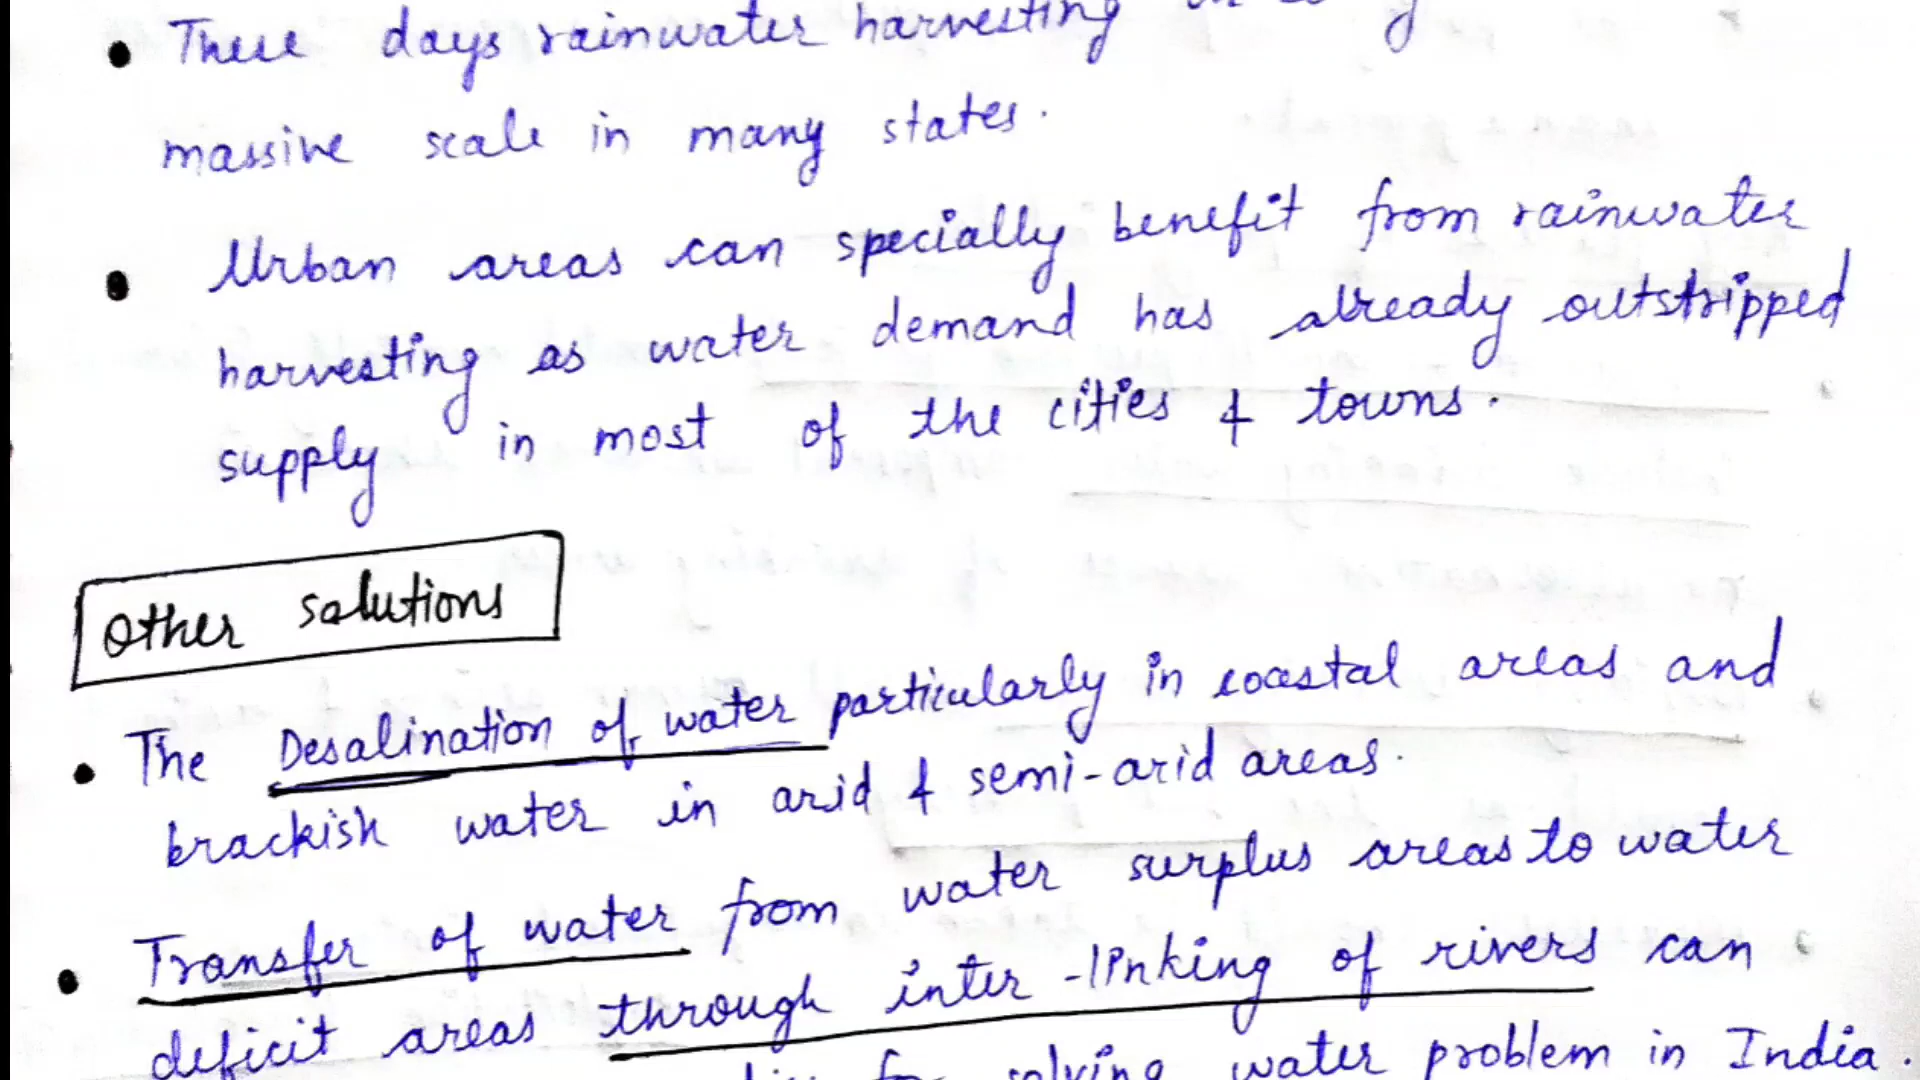 These days rainwater harvesting
massive scale in many states.
Urban areas can specially benefit from rainwater
harvesting as water demand has already outstripped
supply in most of the cities & towns.
Other solutions
The Desalination of water particularly in coastal areas and
brackish water in arid & semi-arid areas.
Transfer of water from water surplus areas to water
deficit areas through inter-linking of rivers can
for solving water problem in India.